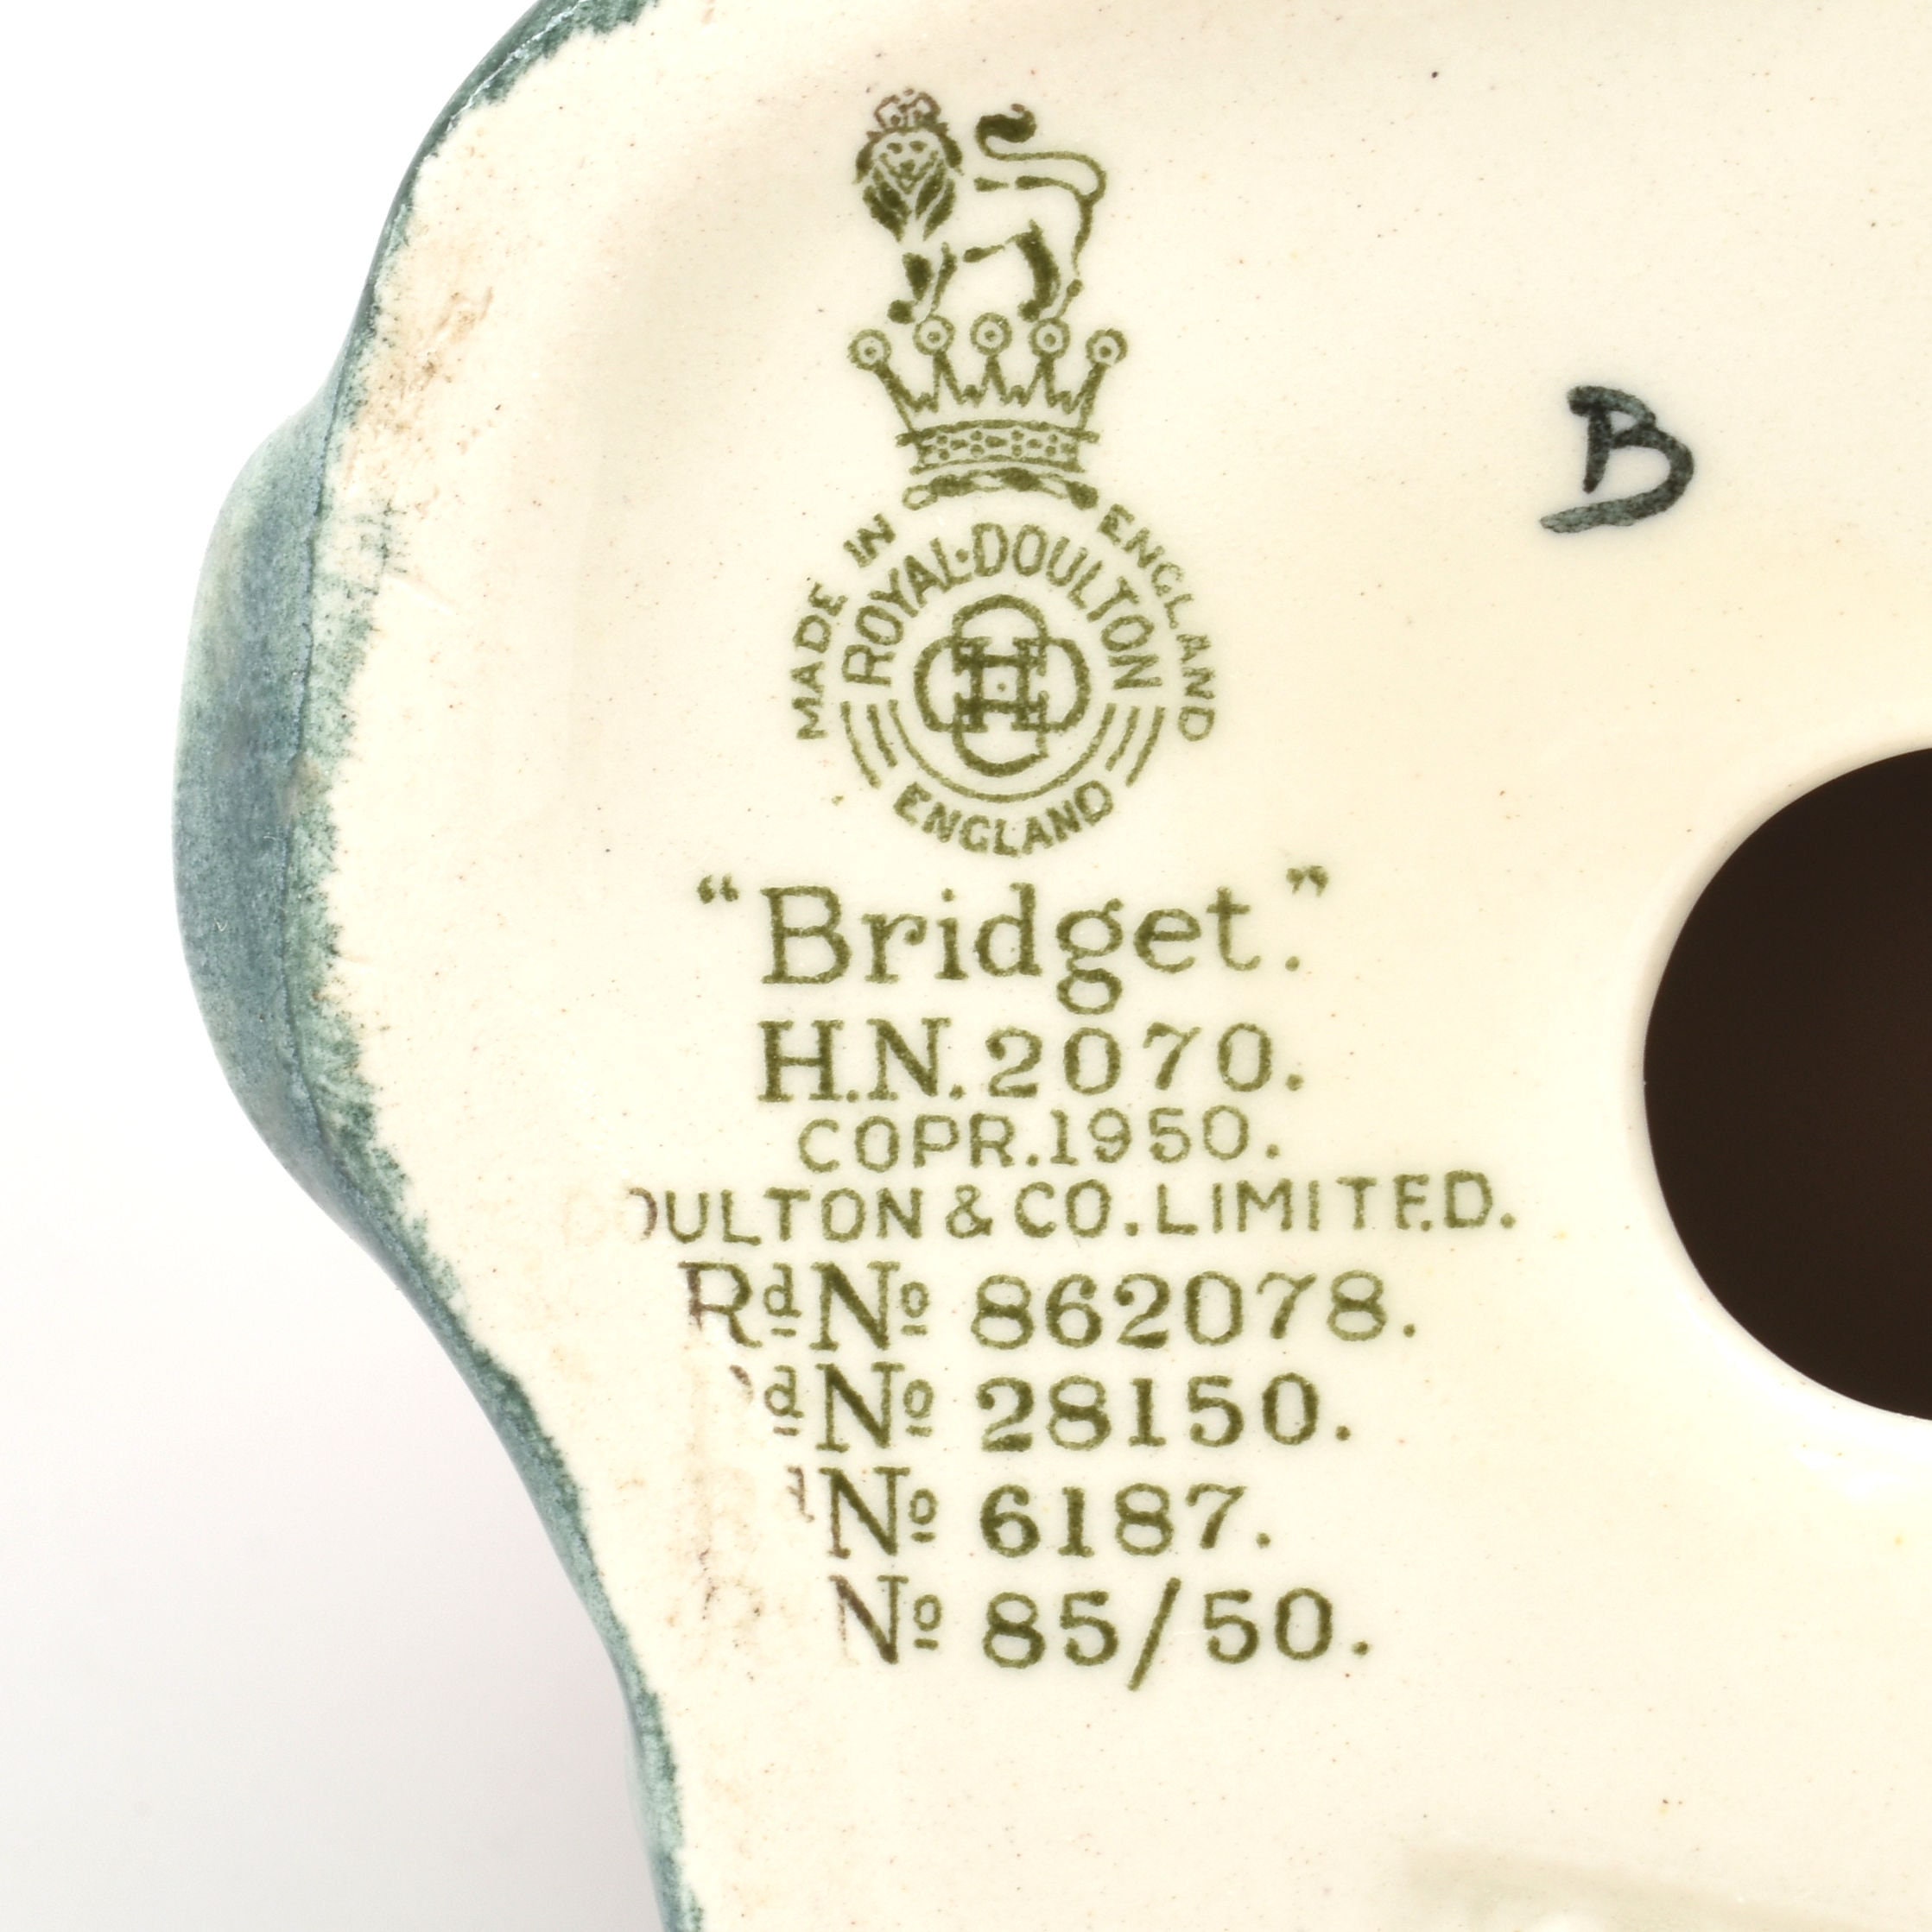 MADE IN ENGLAND
ROYAL·DOULTON
ENGLAND
B
"Bridget."
H.N. 2070.
COPR. 1950.
DOULTON & CO. LIMITED.
Rd No 862078.
d No 28150.
d No 6187.
No 85/50.